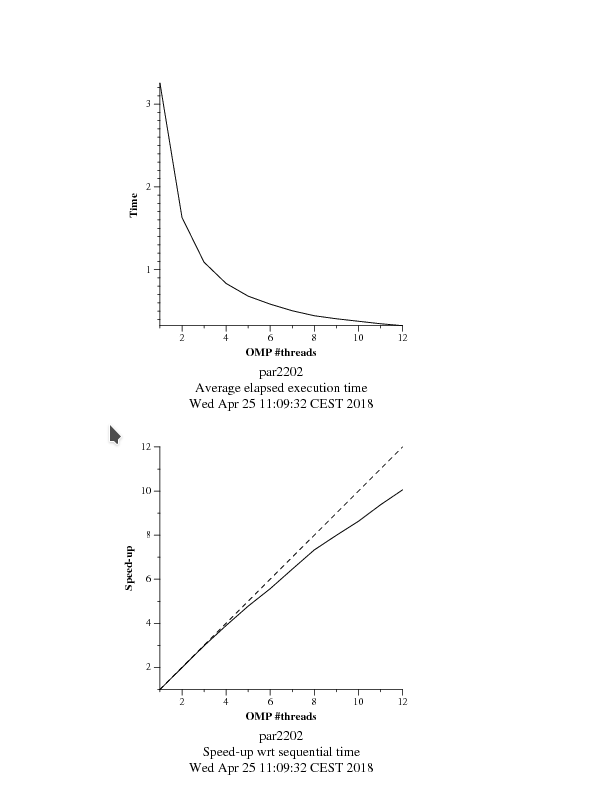 3
2
1
Time
2 4 6 8 10 12
OMP #threads
par2202
Average elapsed execution time
Wed Apr 25 11:09:32 CEST 2018
12
10
8
6
4
2
Speed-up
2 4 6 8 10 12
OMP #threads
par2202
Speed-up wrt sequential time
Wed Apr 25 11:09:32 CEST 2018